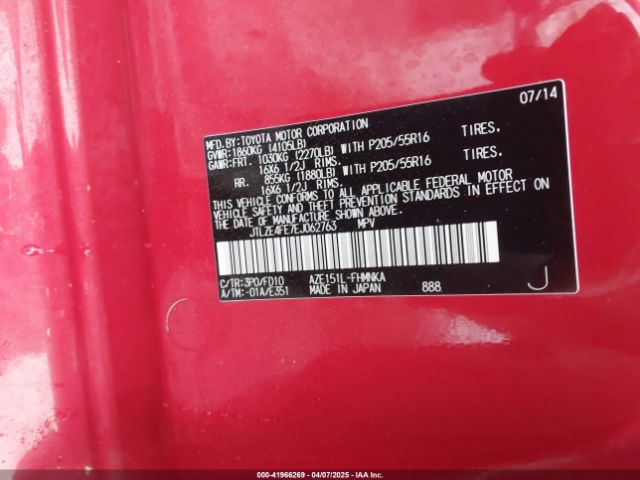 07/14
MFD.BY:TOYOTA MOTOR CORPORATION
GVWR:1860KG (4105LB)
GAWR:FRT. 1030KG (2270LB) WITH P205/55R16 TIRES.
16X6 1/2J RIMS.
RR. 855KG (1880LB) WITH P205/55R16 TIRES.
16X6 1/2J RIMS.
THIS VEHICLE CONFORMS TO ALL APPLICABLE FEDERAL MOTOR
VEHICLE SAFETY AND THEFT PREVENTION STANDARDS IN EFFECT ON
THE DATE OF MANUFACTURE SHOWN ABOVE.
JTLZE4FE7EJ062763 MPV
C/TR:3P0/FD10 AZE151L-FHMNKA
A/TM:-01A/E351 MADE IN JAPAN 888 J
000-41966269 - 04/07/2025 - IAAI.COM